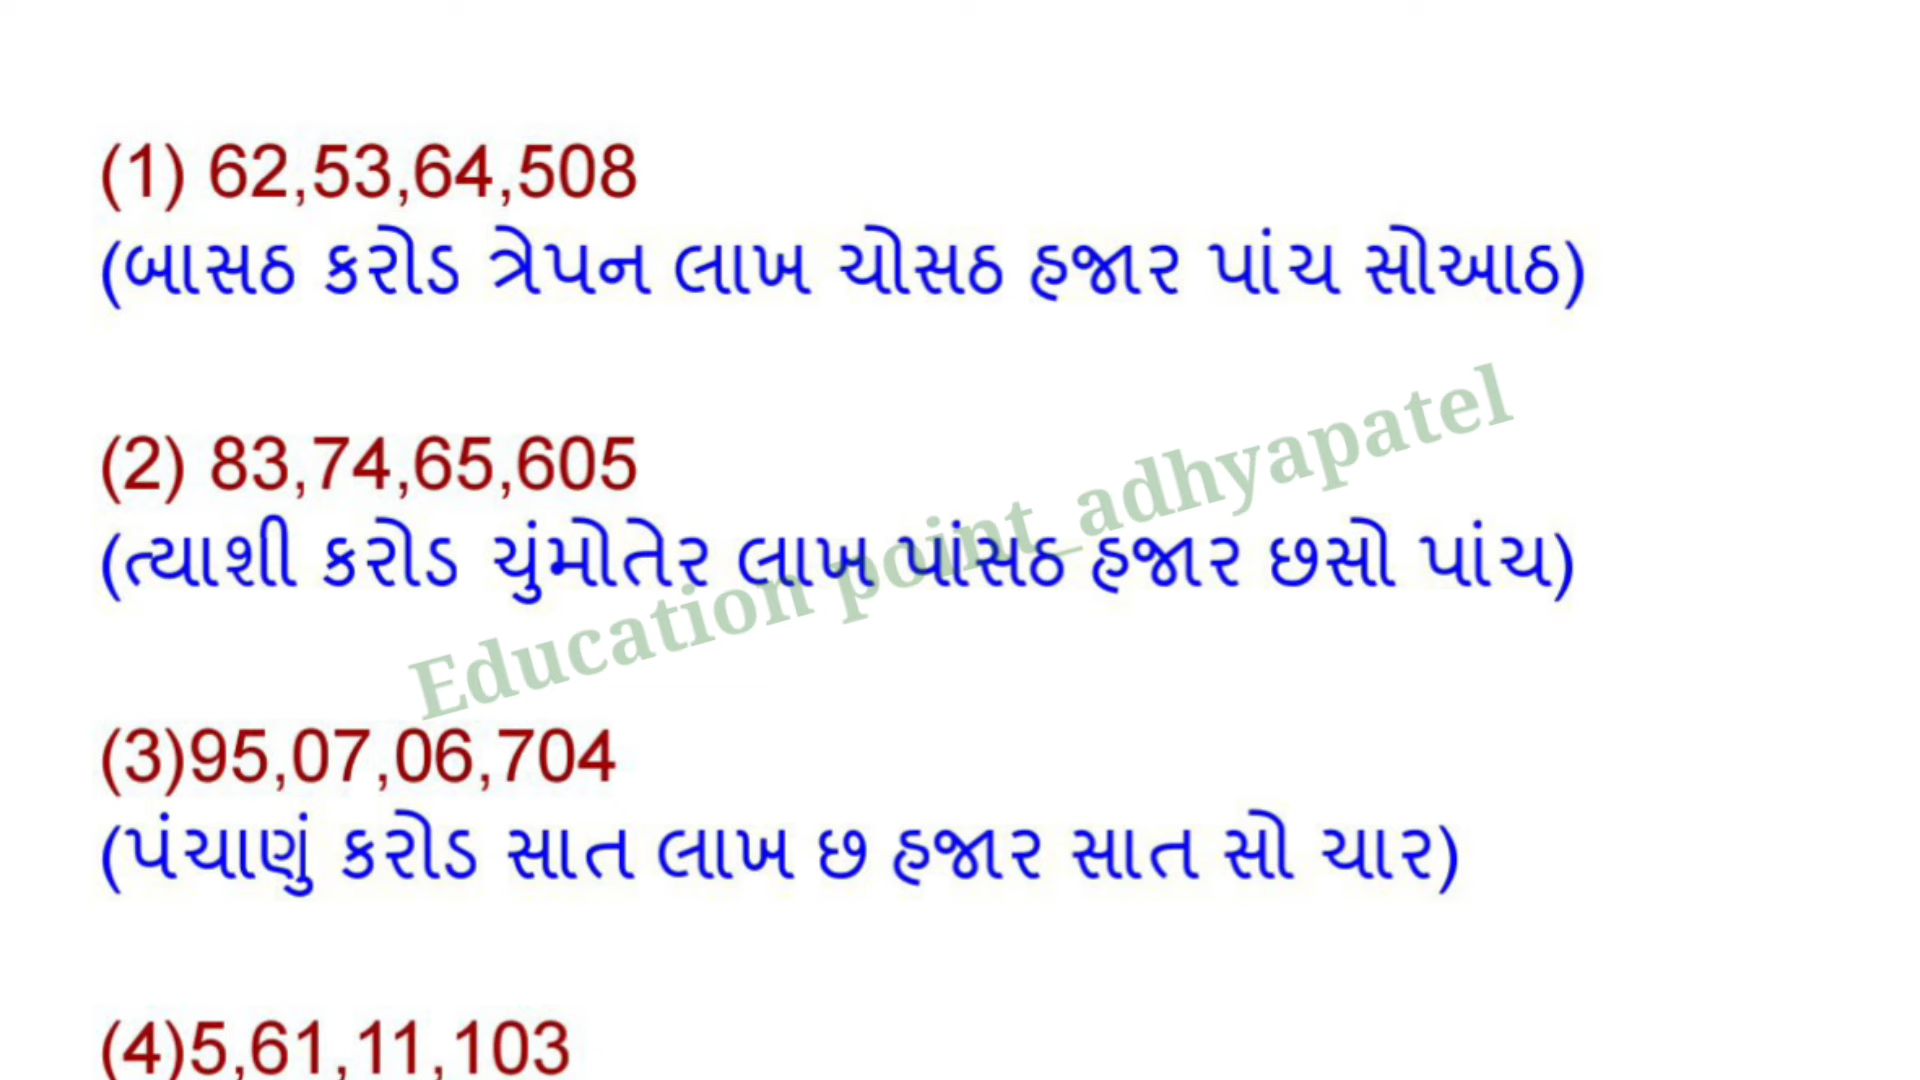 (1) 62,53,64,508
(બાસઠ કરોડ ત્રેપન લાખ ચોસઠ હજાર પાંચ સોઆઠ)
(2) 83,74,65,605
(ત્યાશી કરોડ ચુંમોતેર લાખ પાંસઠ હજાર છસો પાંચ)
Education point_adhyapatel
(3)95,07,06,704
(પંચાણું કરોડ સાત લાખ છ હજાર સાત સો ચાર)
(4)5,61,11,103